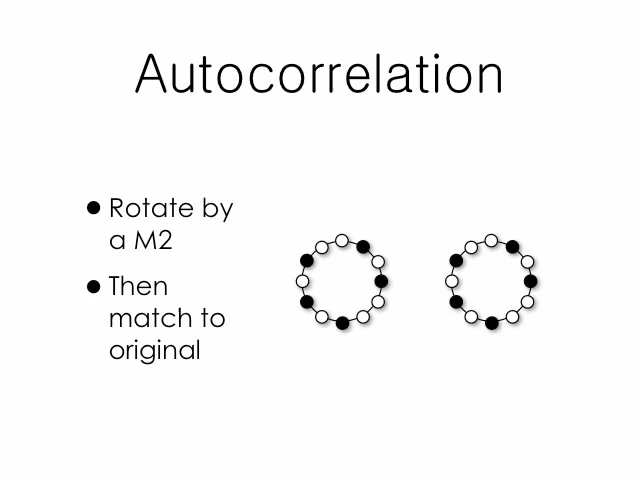 Autocorrelation
Rotate by
a M2
Then
match to
original